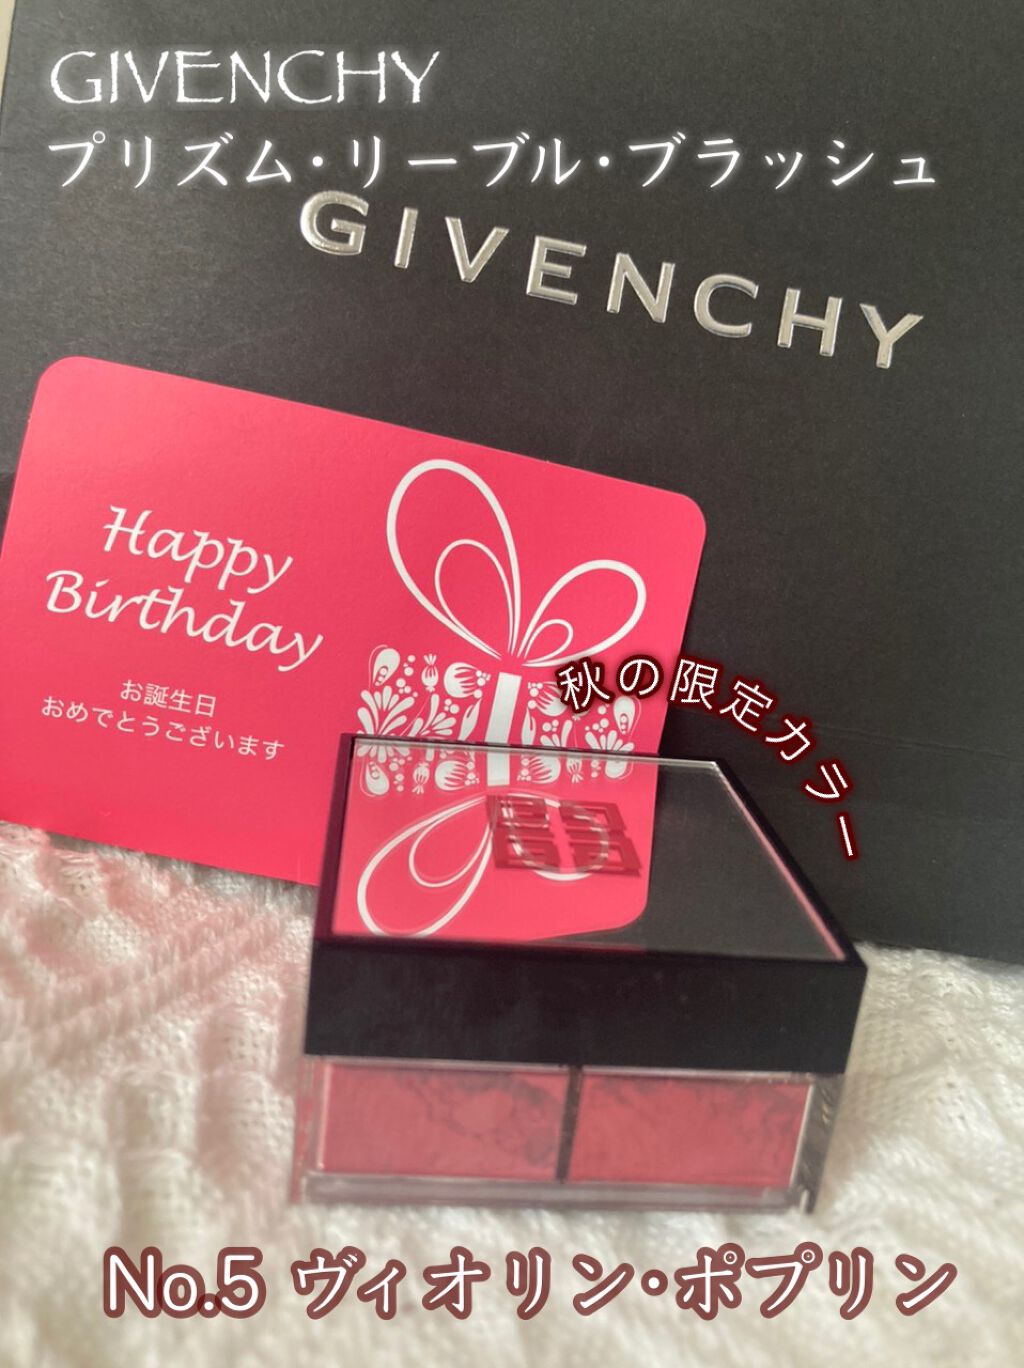 GIVENCHY
プリズム・リーブル・ブラッシュ
GIVENCHY
Happy
Birthday
お誕生日
おめでとうございます
秋の限定カラー
No.5 ヴィオリン・ポプリン